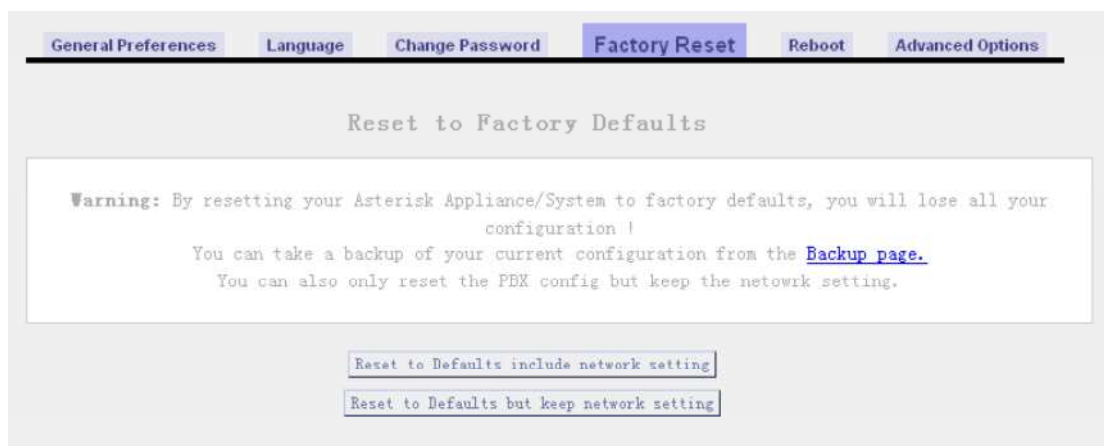 General Preferences Language Change Password Factory Reset Reboot Advanced Options
Reset to Factory Defaults
Warning: By resetting your Asterisk Appliance/System to factory defaults, you will lose all your
configuration !
You can take a backup of your current configuration from the Backup page.
You can also only reset the PBX config but keep the netowrk setting.
Reset to Defaults include network setting
Reset to Defaults but keep network setting